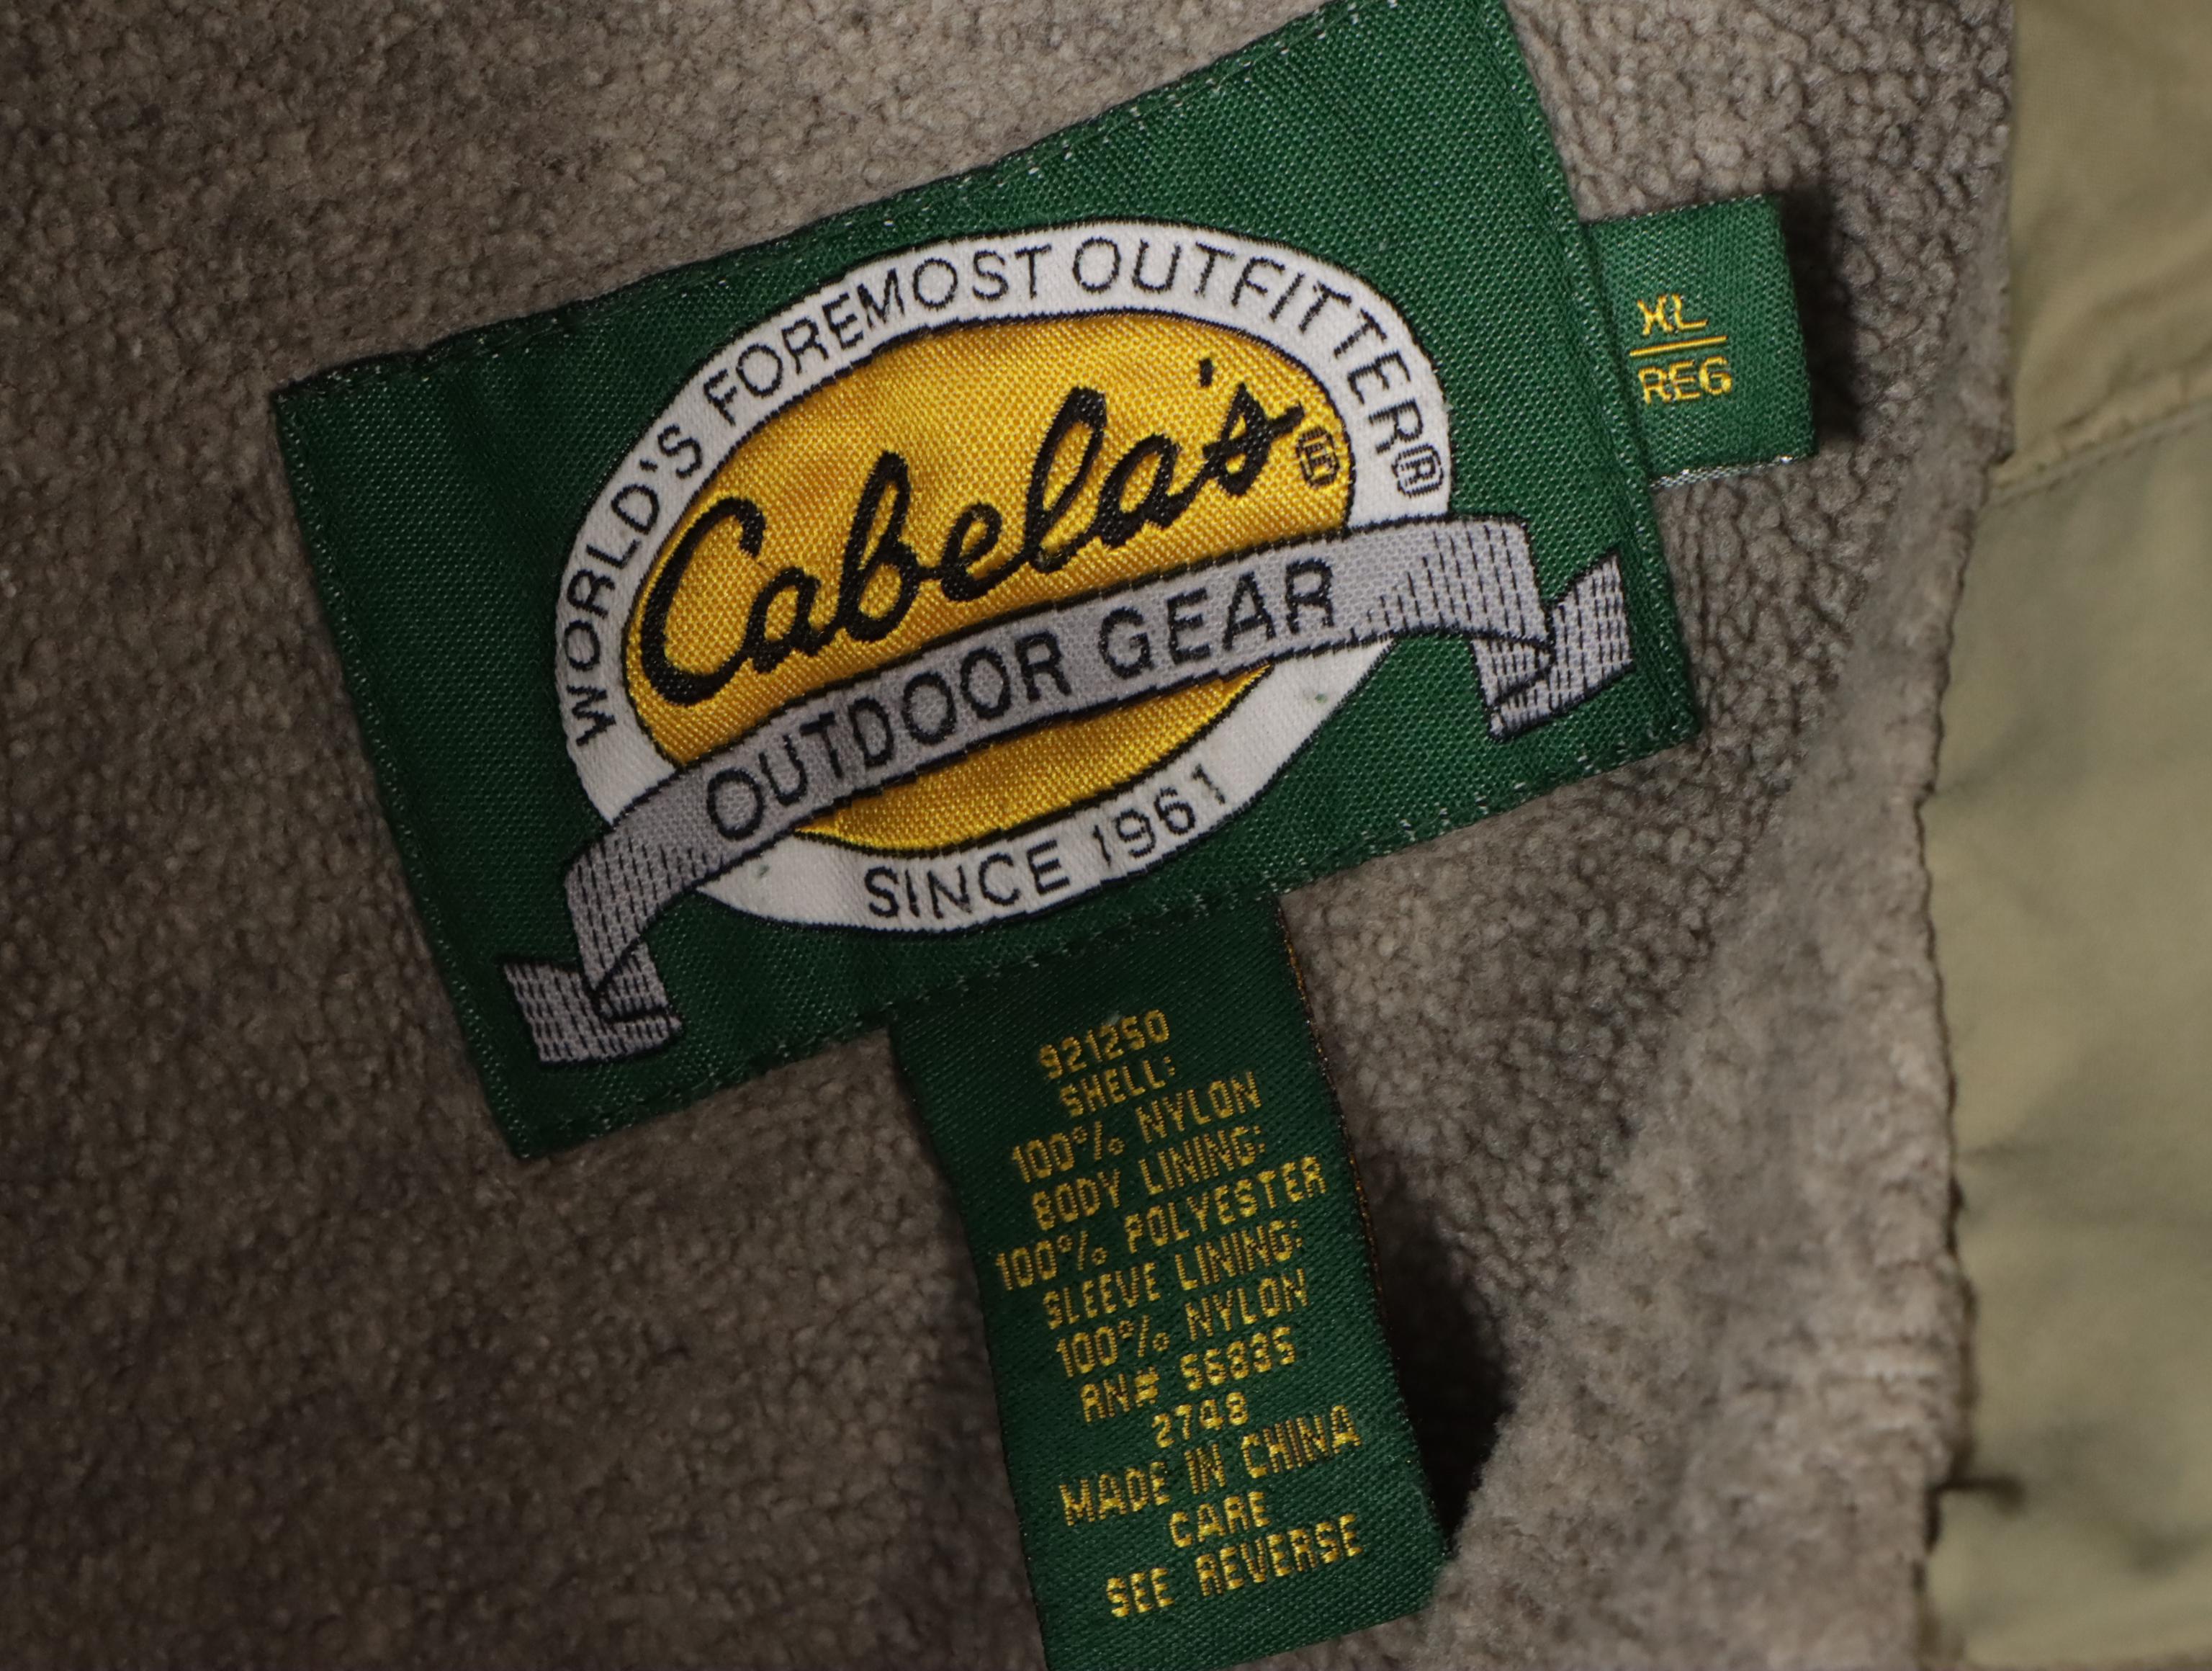 WORLD'S FOREMOST OUTFITTER®
Cabela's®
OUTDOOR GEAR
SINCE 1961
XL
REG
921250
SHELL:
100% NYLON
BODY LINING:
100% POLYESTER
SLEEVE LINING:
100% NYLON
RN# 56835
2748
MADE IN CHINA
CARE
SEE REVERSE